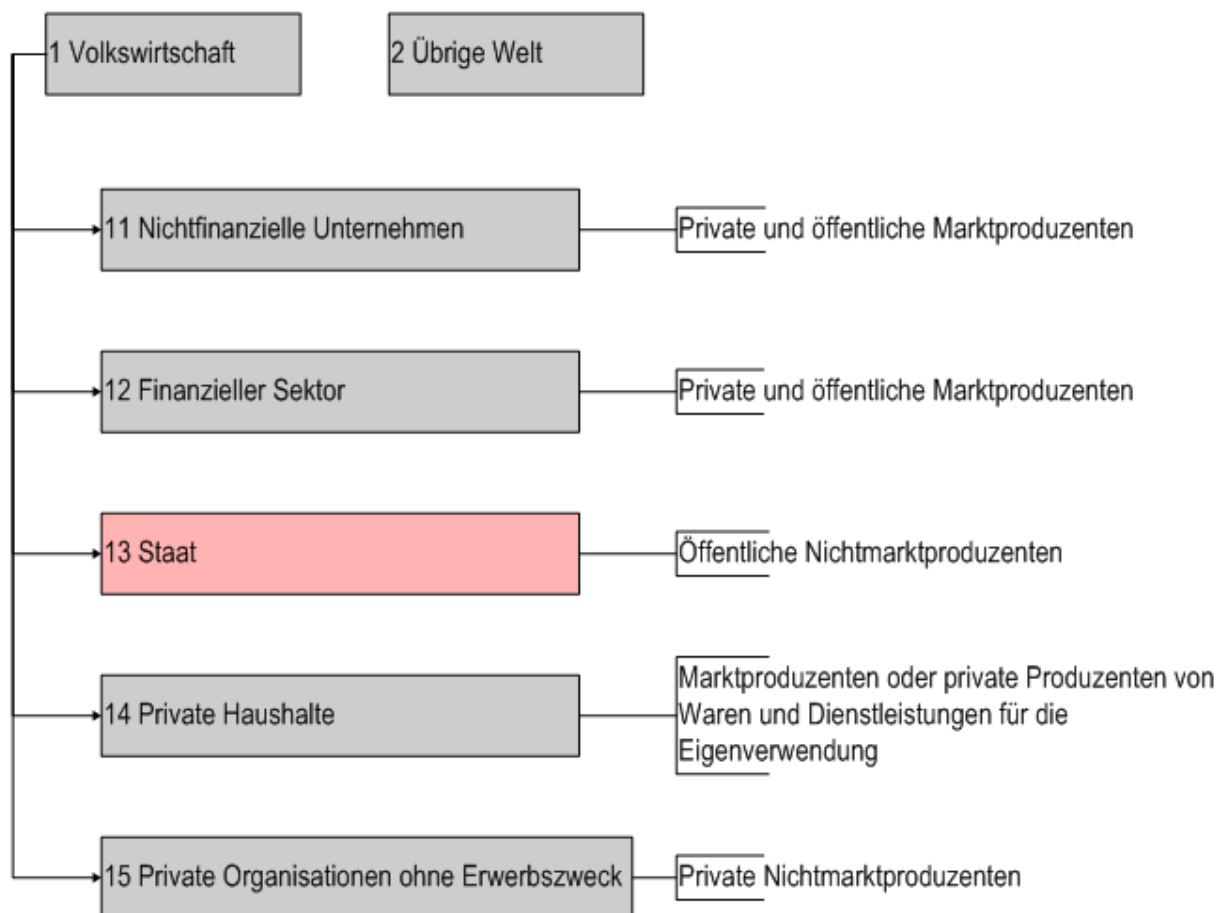 1 Volkswirtschaft
2 Übrige Welt
11 Nichtfinanzielle Unternehmen
Private und öffentliche Marktproduzenten
12 Finanzieller Sektor
Private und öffentliche Marktproduzenten
13 Staat
Öffentliche Nichtmarktproduzenten
14 Private Haushalte
Marktproduzenten oder private Produzenten von
Waren und Dienstleistungen für die
Eigenverwendung
15 Private Organisationen ohne Erwerbszweck
Private Nichtmarktproduzenten